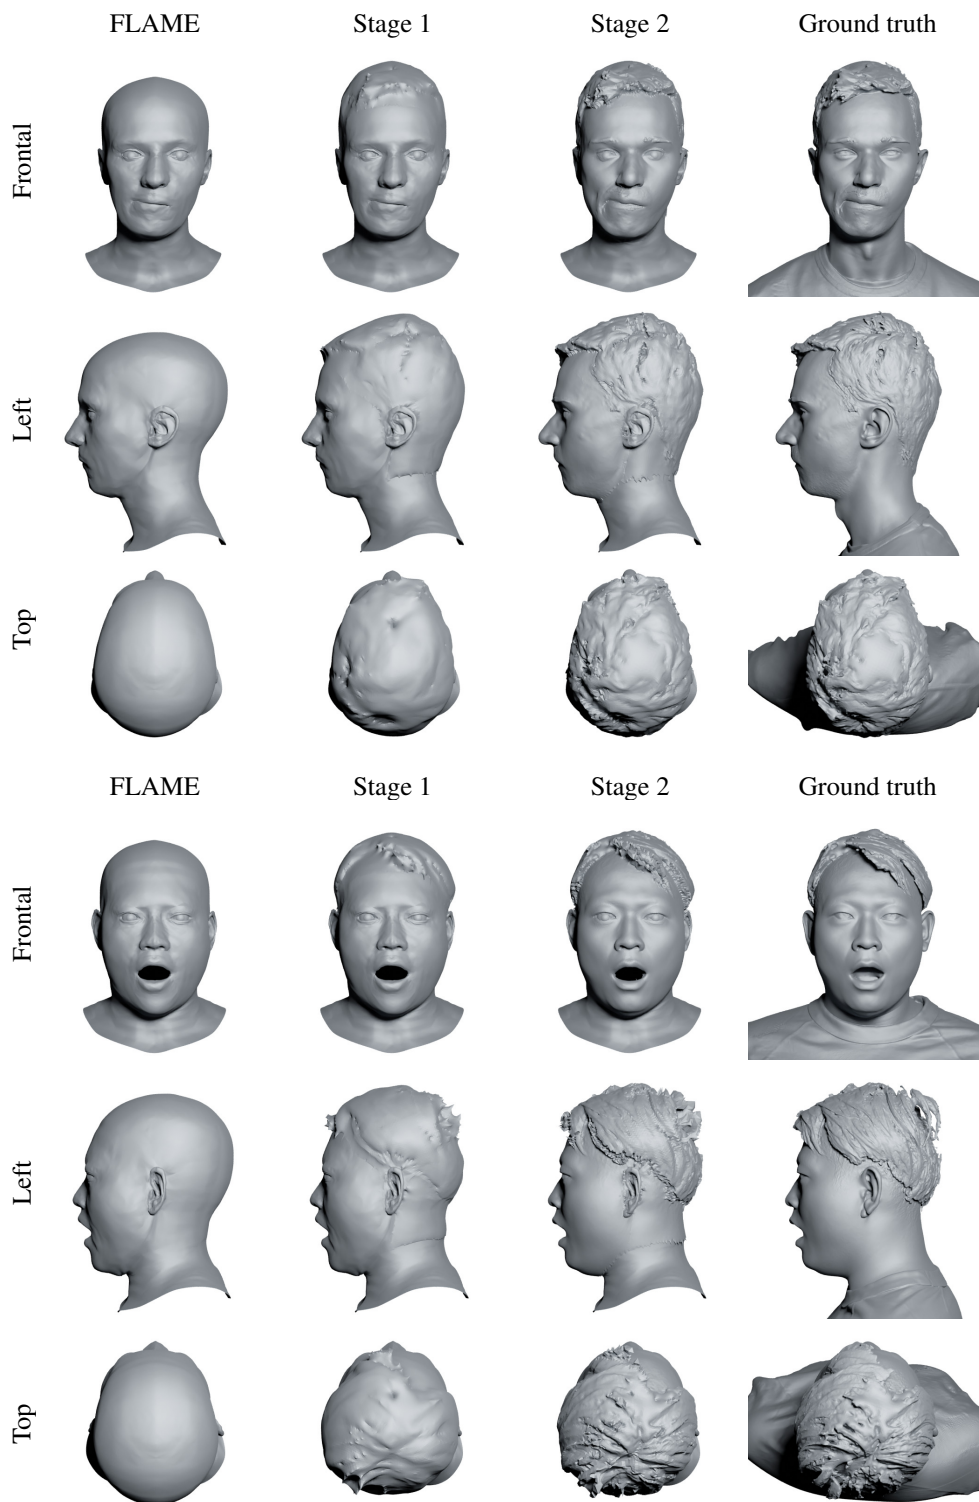 FLAME Stage 1 Stage 2 Ground truth
Frontal
Left
Top
FLAME Stage 1 Stage 2 Ground truth
Frontal
Left
Top